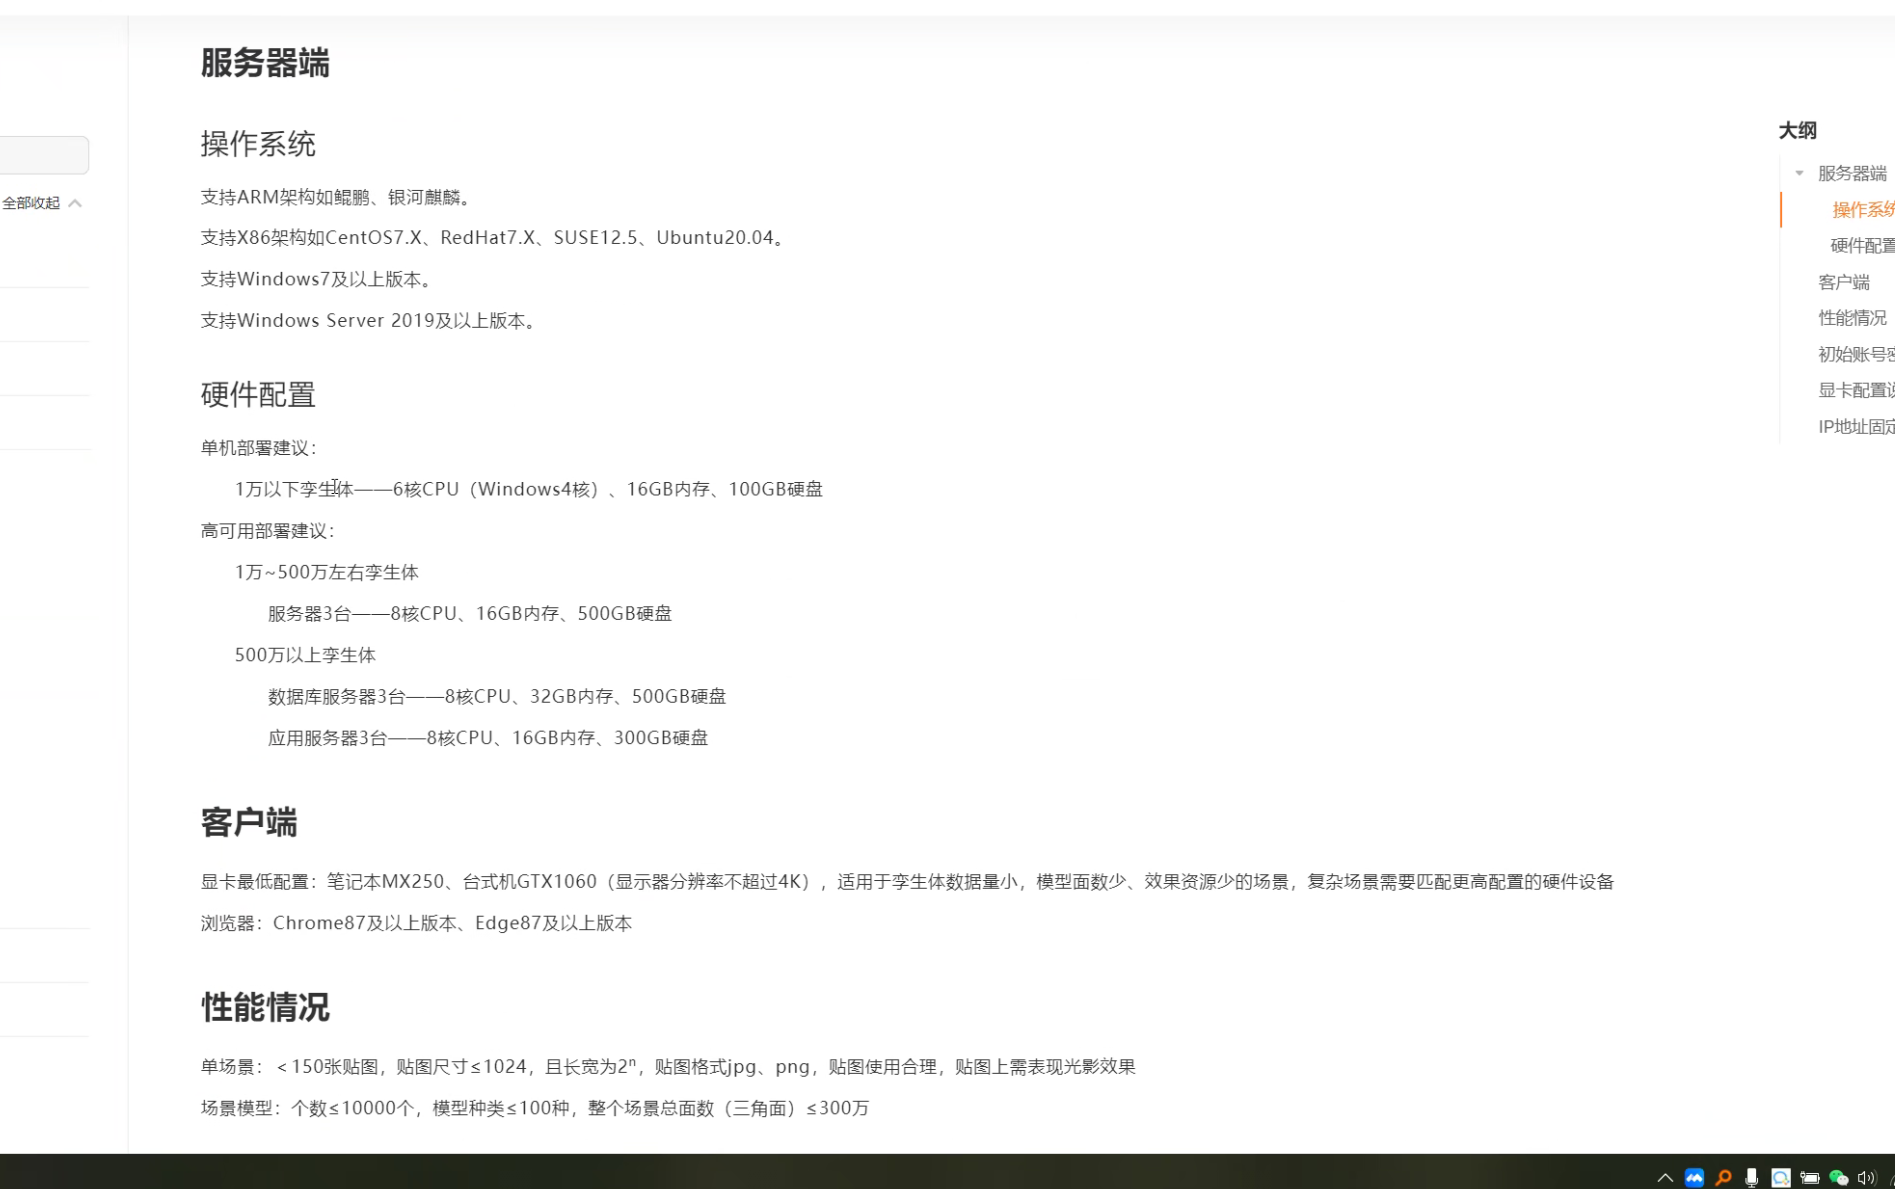 服务器端
操作系统
支持ARM架构如鲲鹏、银河麒麟。
支持X86架构如CentOS7.X、RedHat7.X、SUSE12.5、Ubuntu20.04。
支持Windows7及以上版本。
支持Windows Server 2019及以上版本。
硬件配置
单机部署建议：
1万以下孪生体——6核CPU（Windows4核）、16GB内存、100GB硬盘
高可用部署建议：
1万~500万左右孪生体
服务器3台——8核CPU、16GB内存、500GB硬盘
500万以上孪生体
数据库服务器3台——8核CPU、32GB内存、500GB硬盘
应用服务器3台——8核CPU、16GB内存、300GB硬盘
客户端
显卡最低配置：笔记本MX250、台式机GTX1060（显示器分辨率不超过4K），适用于孪生体数据量小，模型面数少、效果资源少的场景，复杂场景需要匹配更高配置的硬件设备
浏览器：Chrome87及以上版本、Edge87及以上版本
性能情况
单场景：＜150张贴图，贴图尺寸≤1024，且长宽为2ⁿ，贴图格式jpg、png，贴图使用合理，贴图上需表现光影效果
场景模型：个数≤10000个，模型种类≤100种，整个场景总面数（三角面）≤300万
全部收起
大纲
服务器端
操作系统
硬件配置
客户端
性能情况
初始账号
显卡配置
IP地址固定